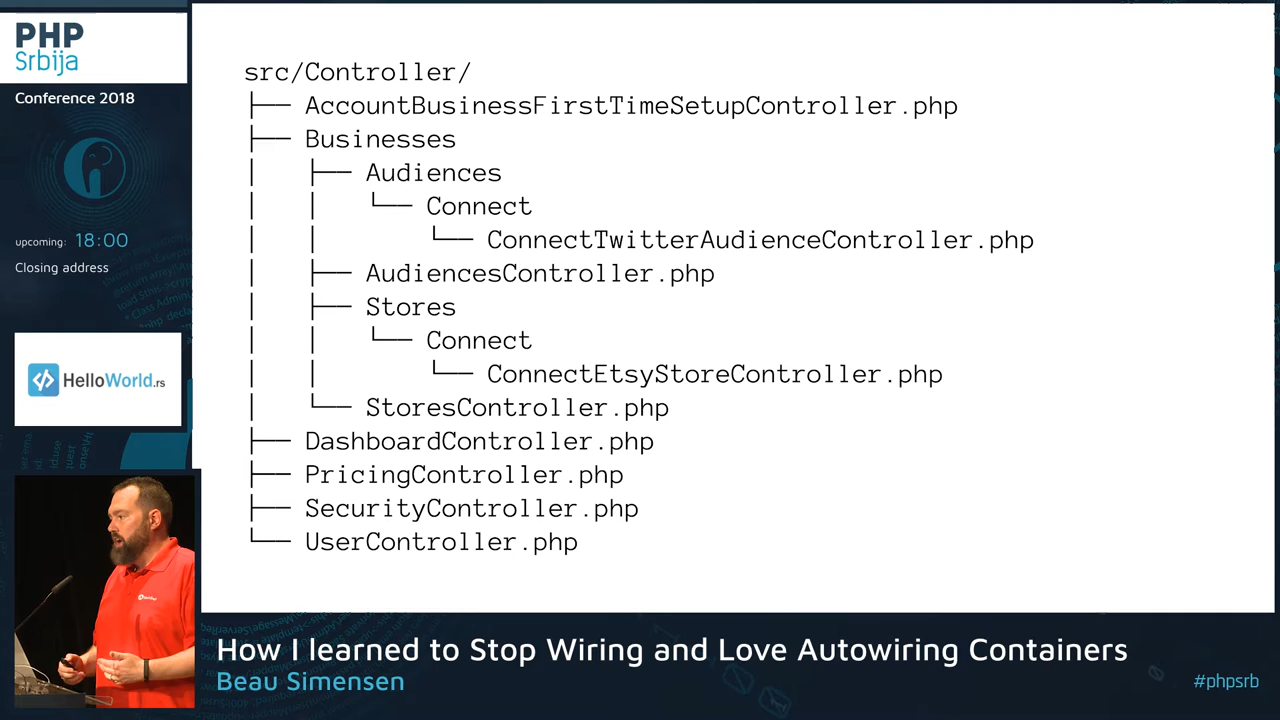 PHP
Srbija
Conference 2018
upcoming: 18:00
Closing address
HelloWorld.rs
src/Controller/
├── AccountBusinessFirstTimeSetupController.php
├── Businesses
│   ├── Audiences
│   │   └── Connect
│   │       └── ConnectTwitterAudienceController.php
│   ├── AudiencesController.php
│   ├── Stores
│   │   └── Connect
│   │       └── ConnectEtsyStoreController.php
│   └── StoresController.php
├── DashboardController.php
├── PricingController.php
├── SecurityController.php
└── UserController.php
How I learned to Stop Wiring and Love Autowiring Containers
Beau Simensen
#phpsrb